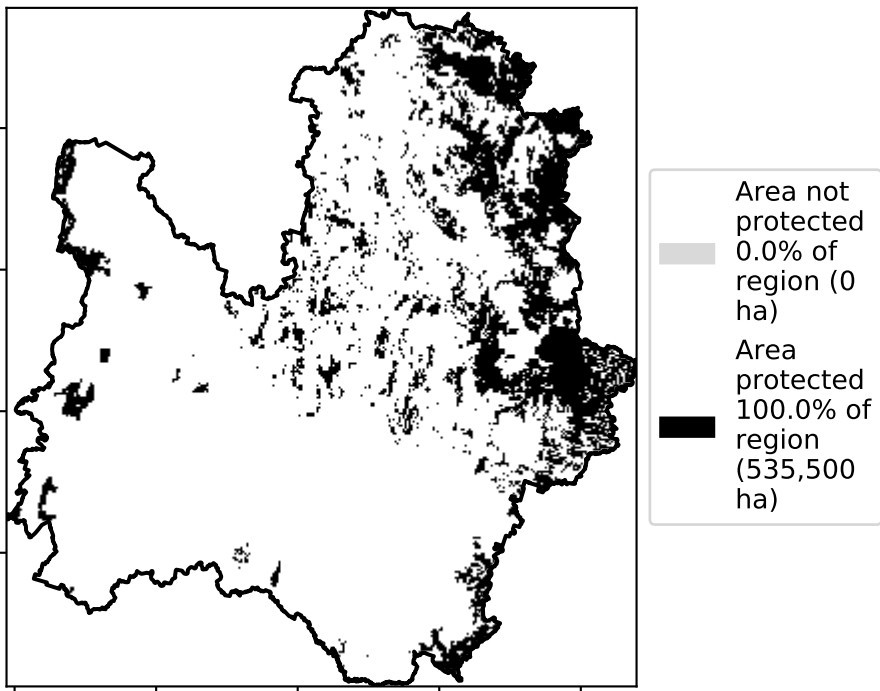 Area not
protected
0.0% of
region (0
ha)
Area
protected
100.0% of
region
(535,500
ha)